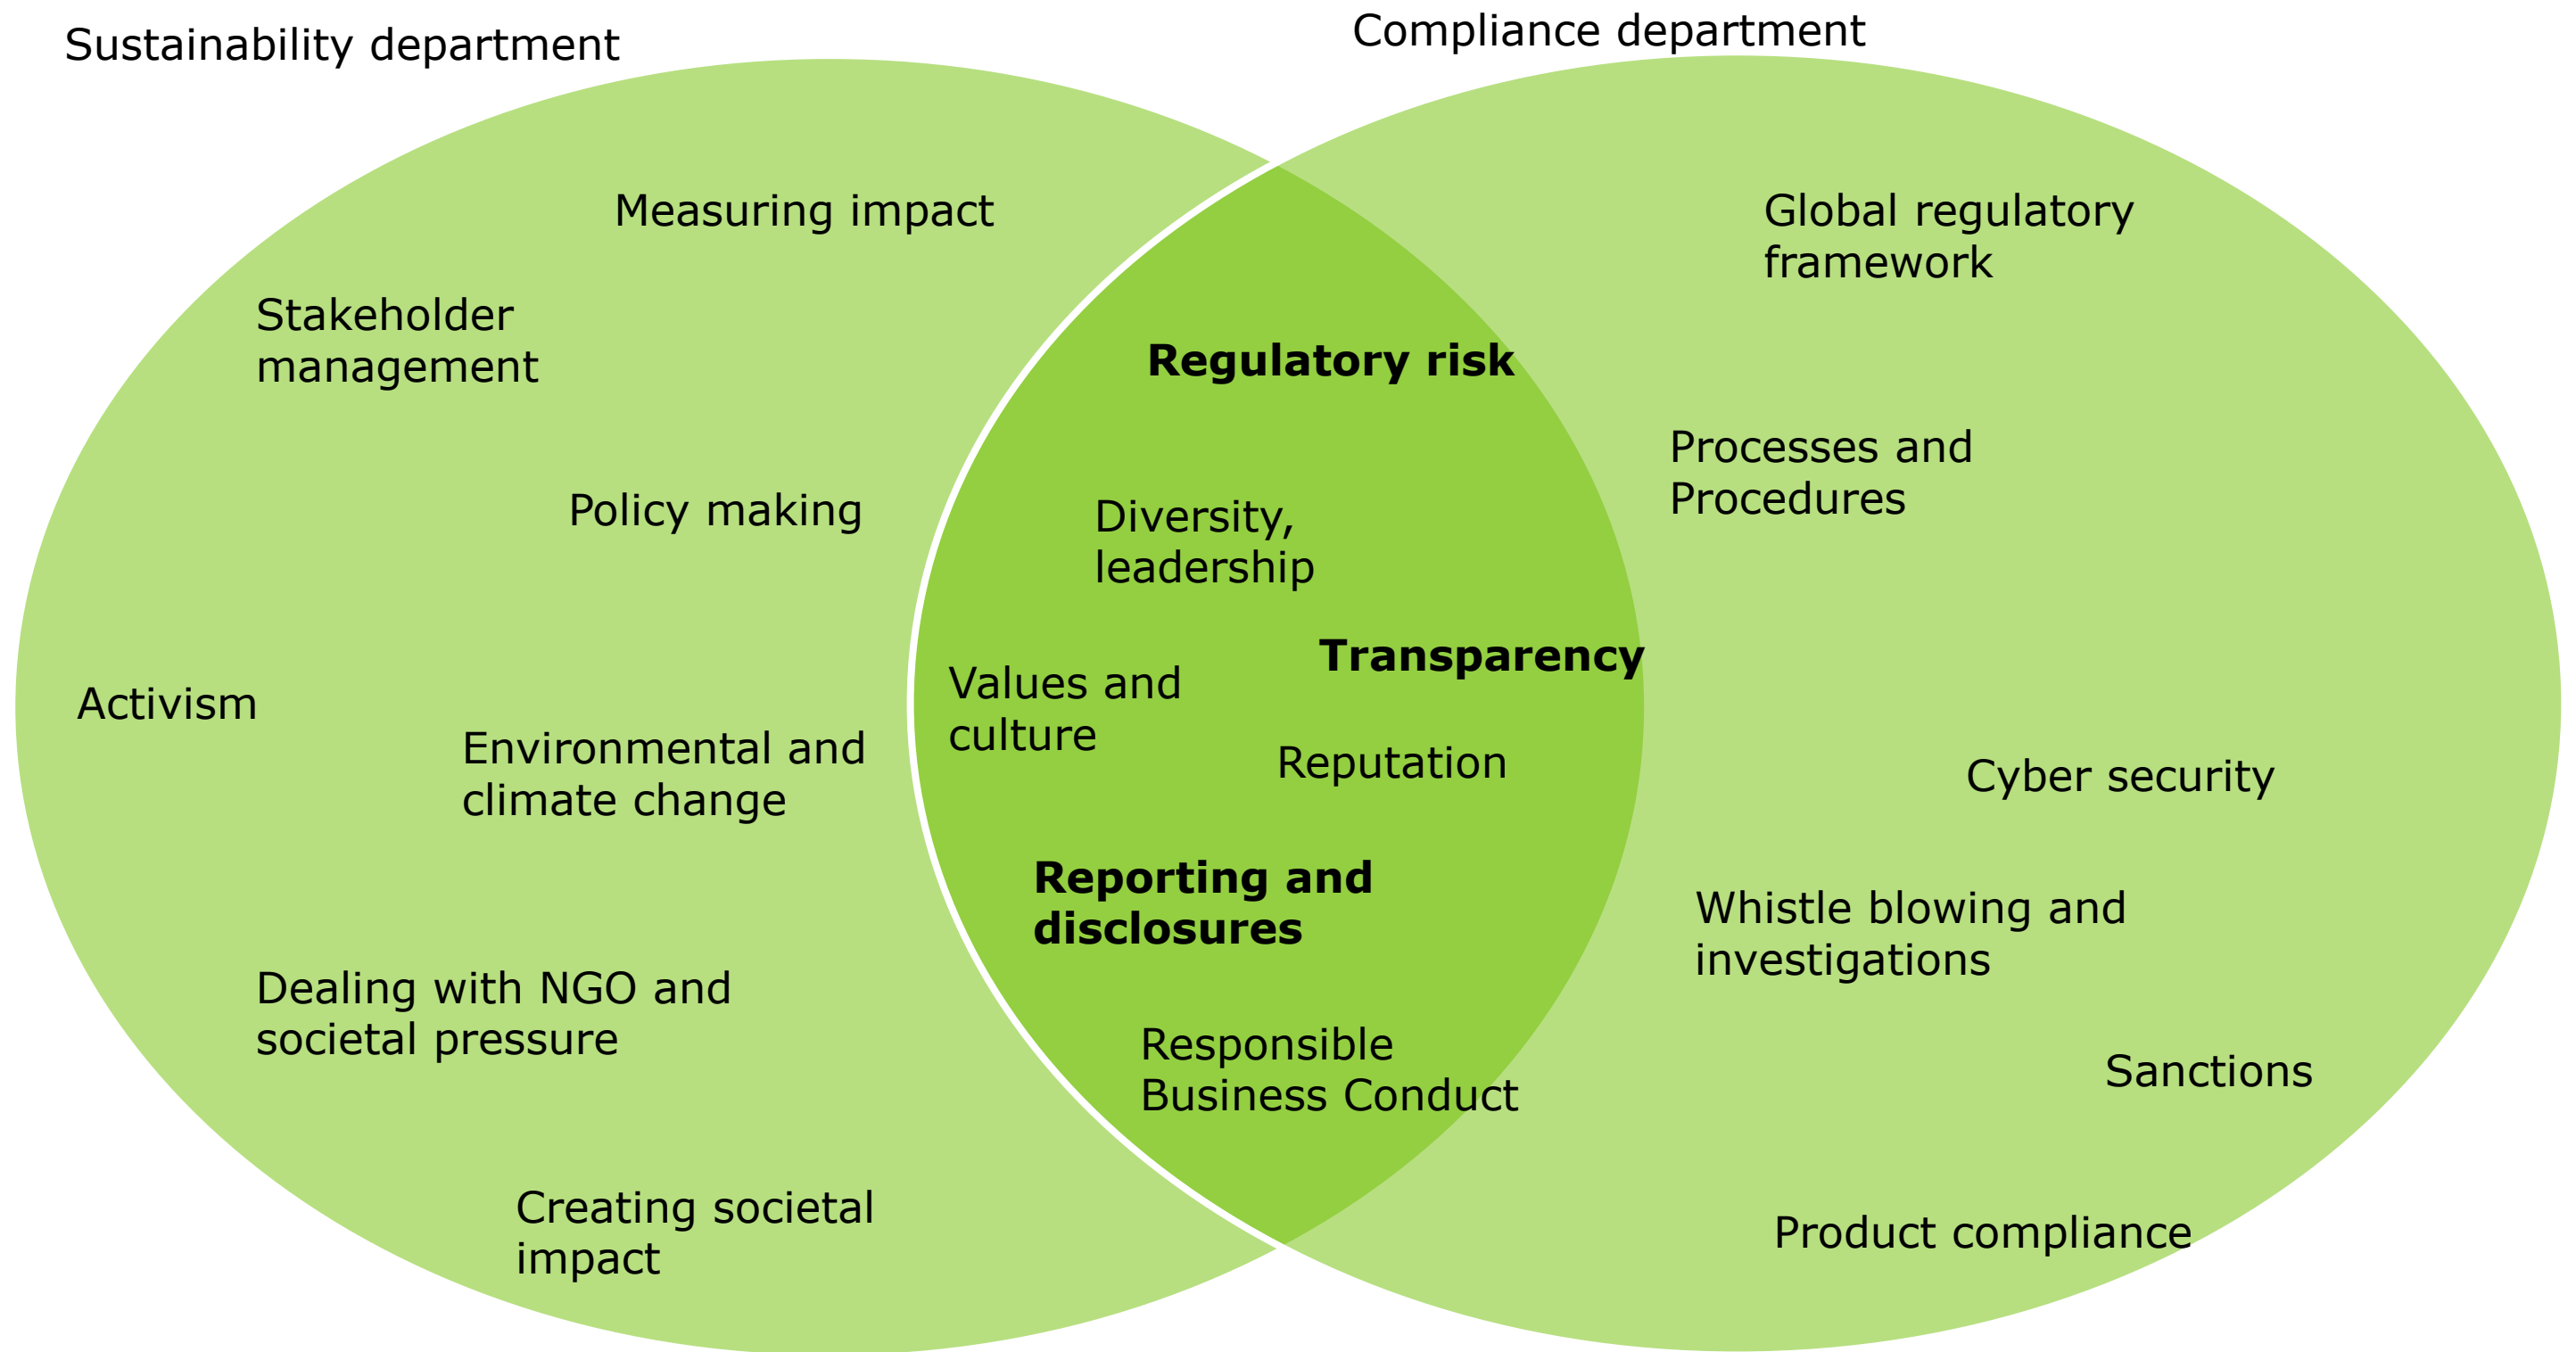 Sustainability department
Compliance department
Measuring impact
Stakeholder
management
Policy making
Activism
Environmental and
climate change
Dealing with NGO and
societal pressure
Creating societal
impact
Regulatory risk
Diversity,
leadership
Transparency
Values and
culture
Reputation
Reporting and
disclosures
Responsible
Business Conduct
Global regulatory
framework
Processes and
Procedures
Cyber security
Whistle blowing and
investigations
Sanctions
Product compliance